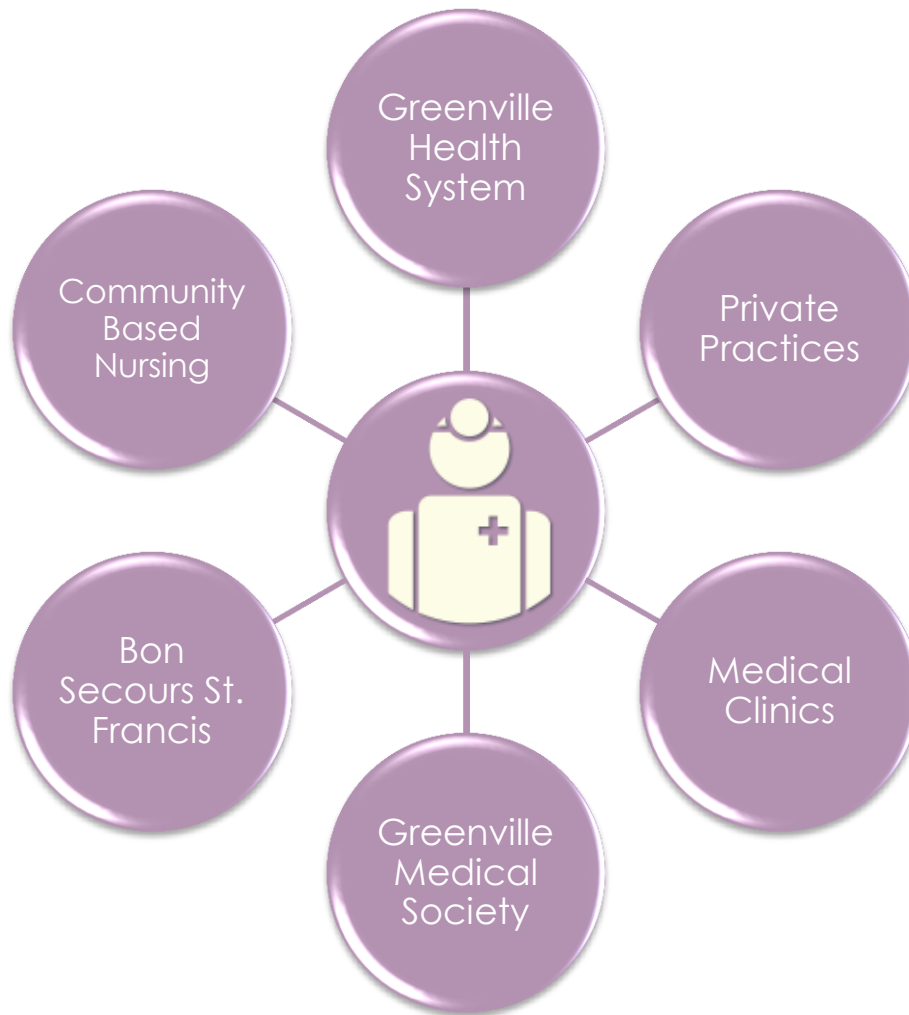 Greenville
Health
System
Private
Practices
Medical
Clinics
Greenville
Medical
Society
Bon
Secours St.
Francis
Community
Based
Nursing